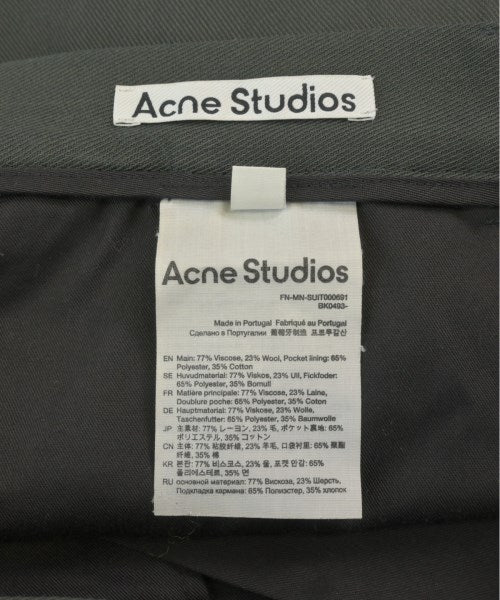 Acne Studios
Acne Studios
FN-MN-SUIT000691
BK0493-
Made in Portugal Fabriqué au Portugal
Сделано в Португалии 葡萄牙制造 포르투갈산
EN Main: 77% Viscose, 23% Wool, Pocket lining: 65%
Polyester, 35% Cotton
SE Huvudmaterial: 77% Viskos, 23% Ull, Fickfoder:
65% Polyester, 35% Bomull
FR Matière principale: 77% Viscose, 23% Laine,
Doublure poche: 65% Polyester, 35% Coton
DE Hauptmaterial: 77% Viskose, 23% Wolle,
Taschenfutter: 65% Polyester, 35% Baumwolle
JP 主素材: 77% レーヨン, 23% 毛, ポケット裏地: 65%
ポリエステル, 35% コットン
CN 主体: 77% 粘胶纤维, 23% 羊毛, 口袋衬里: 65% 聚酯
纤维, 35% 棉
KR 본판: 77% 비스코스, 23% 울, 포켓 안감: 65%
폴리에스테르, 35% 면
RU основной материал: 77% Вискоза, 23% Шерсть,
Подкладка кармана: 65% Полиэстер, 35% хлопок